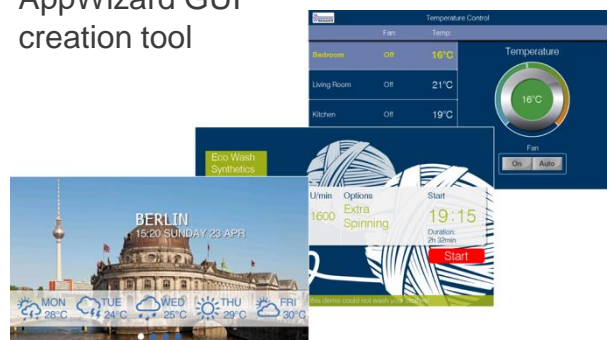 AppWizard GUI
creation tool
Temperature Control
Fan: Temp:
Bedroom Off 16°C
Living Room Off 21°C
Kitchen Off 19°C
Temperature
16°C
Fan
On Auto
Eco Wash
Synthetics
U/min Options Start
1600 Extra
Spinning
19:15
Duration:
2h 32min
Start
this demo could not wash your clothes!
BERLIN
15:20 SUNDAY 23 APR
MON TUE WED THU FRI
28°C 24°C 25°C 29°C 30°C